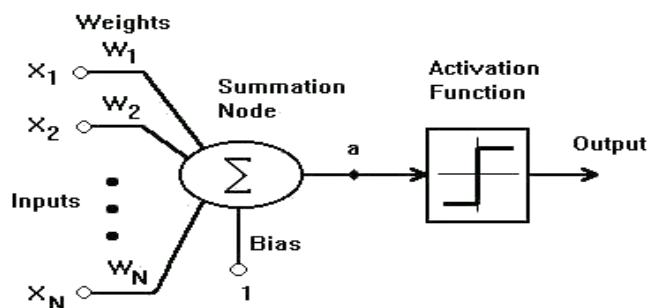 Weights
W1
X1
Summation
Node
Activation
Function
W2
X2
a
Output
Σ
Inputs
Bias
WN
1
XN